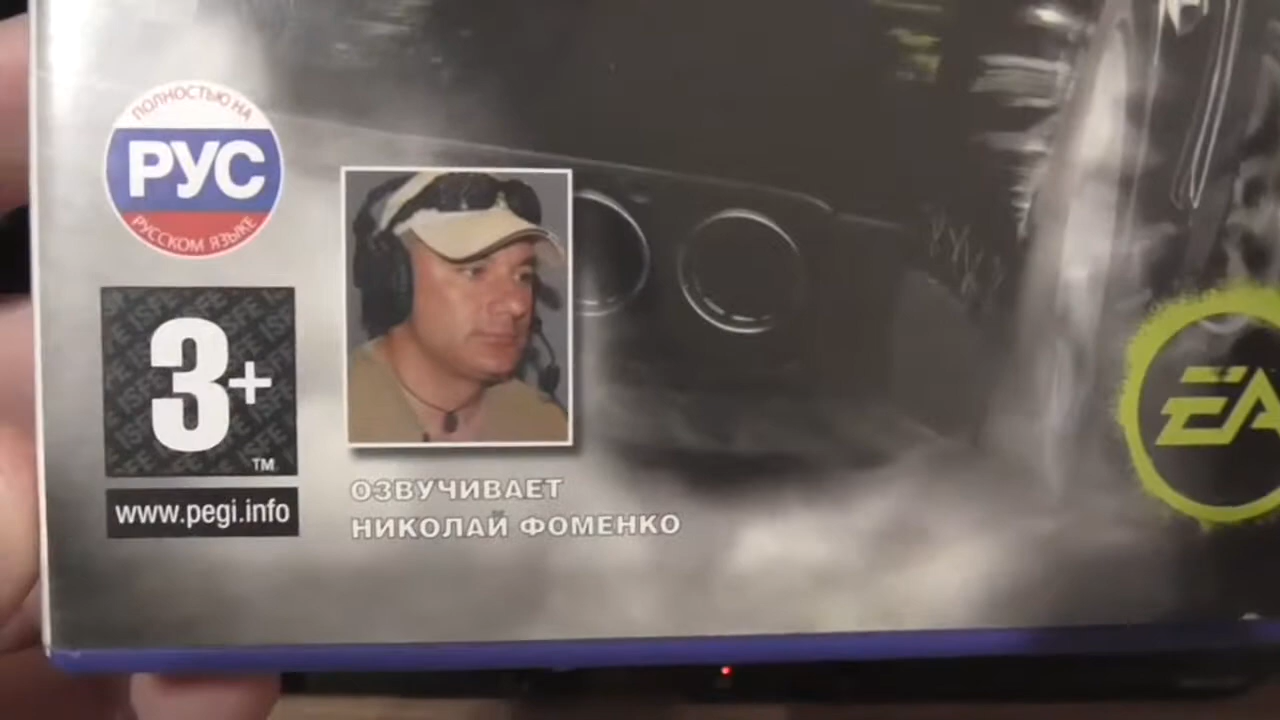 ПОЛНОСТЬЮ НА
РУС
РУССКОМ ЯЗЫКЕ
3+
TM
www.pegi.info
ОЗВУЧИВАЕТ
НИКОЛАЙ ФОМЕНКО
EA